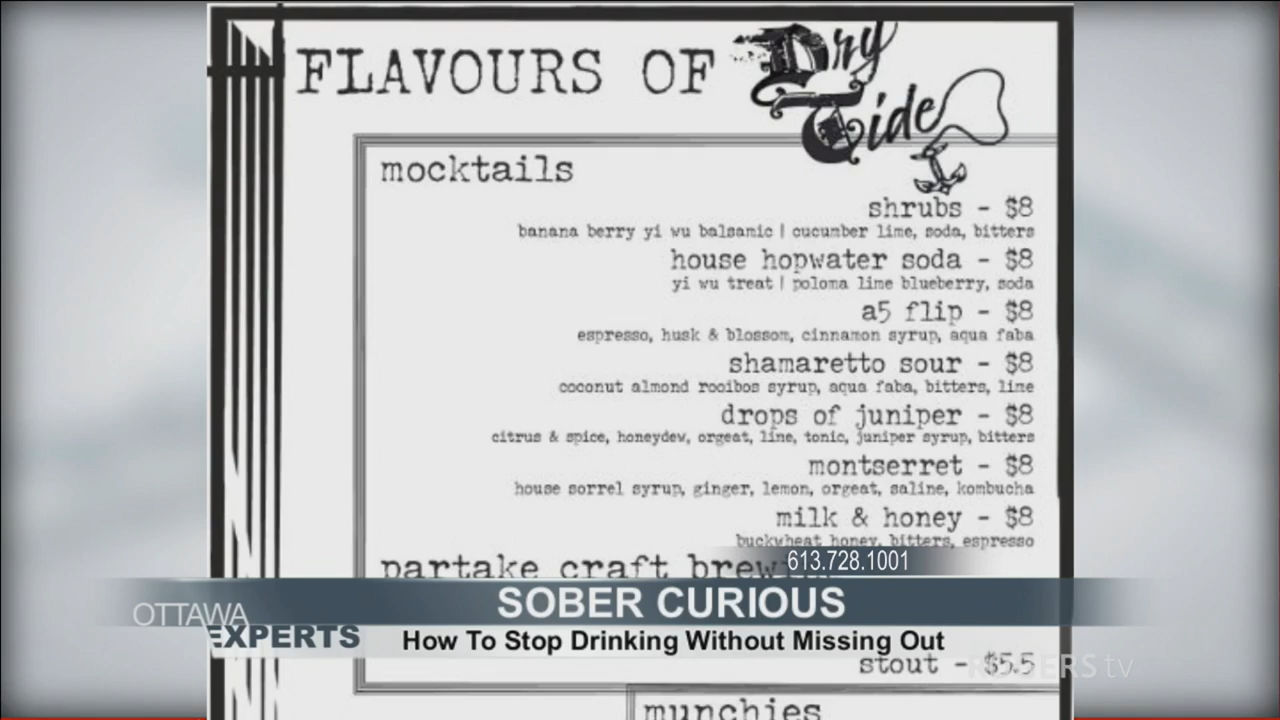 FLAVOURS OF Dry Tide
mocktails
shrubs - $8
banana berry yi wu balsamic | cucumber lime, soda, bitters
house hopwater soda - $8
yi wu treat | poloma lime blueberry, soda
a5 flip - $8
espresso, husk & blossom, cinnamon syrup, aqua faba
shamaretto sour - $8
coconut almond rooibos syrup, aqua faba, bitters, lime
drops of juniper - $8
citrus & spice, honeydew, orgeat, lime, tonic, juniper syrup, bitters
montserret - $8
house sorrel syrup, ginger, lemon, orgeat, saline, kombucha
milk & honey - $8
buckwheat honey, bitters, espresso
partake craft
613.728.1001
OTTAWA
EXPERTS
SOBER CURIOUS
How To Stop Drinking Without Missing Out
stout - $5.5
ROGERS tv
munchies